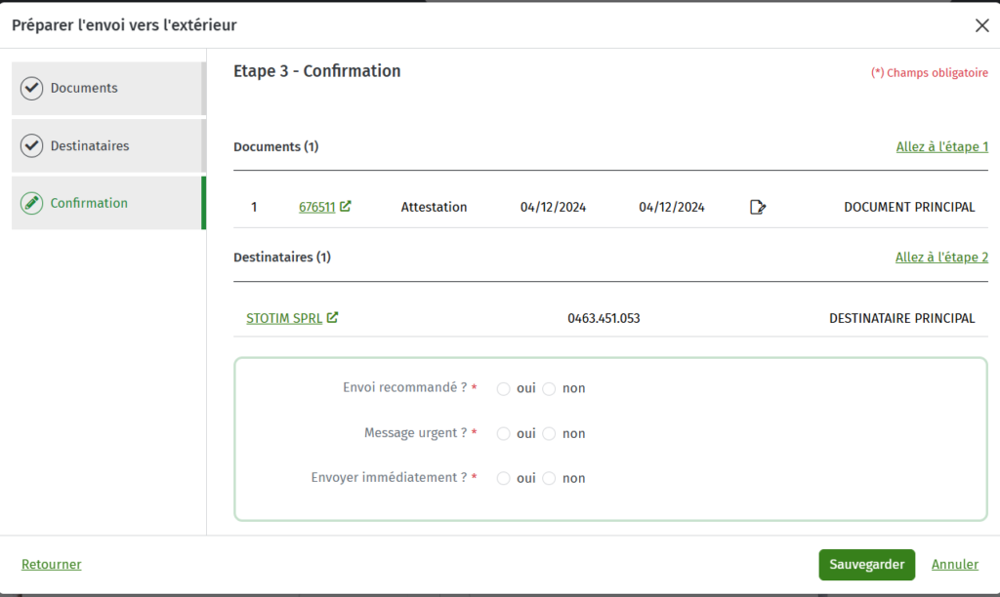 Préparer l'envoi vers l'extérieur
Documents
Destinataires
Confirmation
Etape 3 - Confirmation
(*) Champs obligatoire
Documents (1)
Allez à l'étape 1
1 676511 Attestation 04/12/2024 04/12/2024 DOCUMENT PRINCIPAL
Destinataires (1)
Allez à l'étape 2
STOTIM SPRL 0463.451.053 DESTINATAIRE PRINCIPAL
Envoi recommandé ? * oui non
Message urgent ? * oui non
Envoyer immédiatement ? * oui non
Retourner
Sauvegarder
Annuler